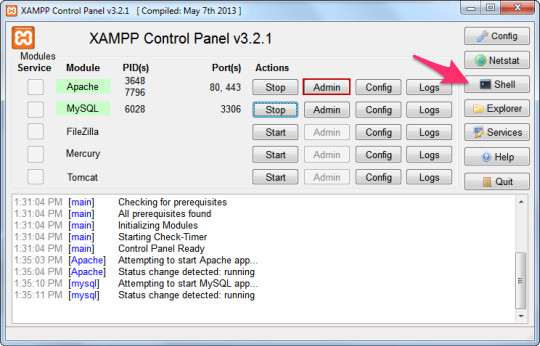 XAMPP Control Panel v3.2.1 [ Compiled: May 7th 2013 ]
XAMPP Control Panel v3.2.1
Config
Modules
Service Module PID(s) Port(s) Actions
Netstat
Apache 3648 7796 80, 443 Stop Admin Config Logs
Shell
MySQL 6028 3306 Stop Admin Config Logs
Explorer
FileZilla Start Admin Config Logs
Services
Mercury Start Admin Config Logs
Help
Tomcat Start Admin Config Logs
Quit
1:31:04 PM [main] Checking for prerequisites
1:31:04 PM [main] All prerequisites found
1:31:04 PM [main] Initializing Modules
1:31:04 PM [main] Starting Check-Timer
1:31:04 PM [main] Control Panel Ready
1:35:03 PM [Apache] Attempting to start Apache app...
1:35:04 PM [Apache] Status change detected: running
1:35:10 PM [mysql] Attempting to start MySQL app...
1:35:11 PM [mysql] Status change detected: running